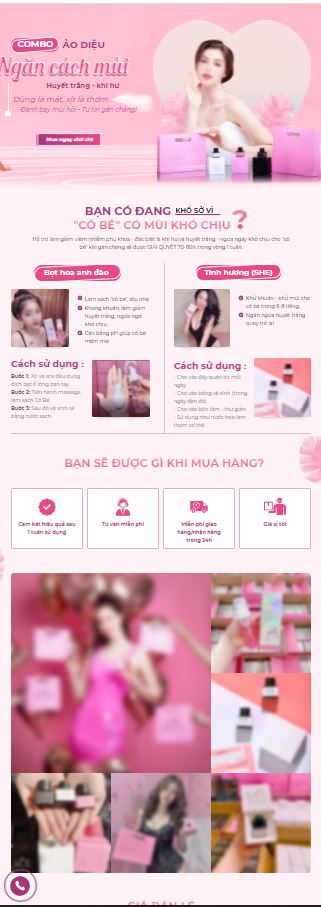 COMBO ẢO DIỆU
Ngăn cách mùi
Huyết trắng - khí hư
Dùng là mát, xịt là thơm
Đánh bay mùi hôi - Tự tin gần chàng!
Mua ngay chờ chi
BẠN CÓ ĐANG KHỔ SỞ VÌ
"CÔ BÉ" CÓ MÙI KHÓ CHỊU ?
Hỗ trợ làm giảm viêm nhiễm phụ khoa - đặc biệt là khí hư và huyết trắng - ngứa ngáy khó chịu cho "cô
bé" khi gần chàng sẽ được GIẢI QUYẾT 70-80% trong vòng 1 tuần.
Bọt hoa anh đào
Làm sạch "cô bé", dịu nhẹ
Kháng khuẩn, làm giảm
huyết trắng, ngứa ngáy
khó chịu.
Cân bằng pH giúp cô bé
mềm mại
Cách sử dụng :
Bước 1: Xịt và xoa đều dung
dịch bọt ở lòng bàn tay.
Bước 2: Tiến hành massage
làm sạch Cô Bé.
Bước 3: Sau đó vệ sinh lại
bằng nước sạch
Tinh hương (SHE)
Khử khuẩn - khử mùi cho
cô bé trong 6-8 tiếng.
Ngăn ngừa huyết trắng
quay trở lại
Cách sử dụng :
- Cho vào đáy quần lót mỗi
ngày
- Cho vào băng vệ sinh (trong
ngày đèn đỏ)
- Cho vào bồn tắm - thư giãn
- Sử dụng như nước hoa làm
thơm cơ thể
BẠN SẼ ĐƯỢC GÌ KHI MUA HÀNG?
Cam kết hiệu quả sau
1 tuần sử dụng
Tư vấn miễn phí
Miễn phí giao
hàng/nhận hàng
trong 24h
Giá sỉ tốt
GIÁ BÁN LẺ